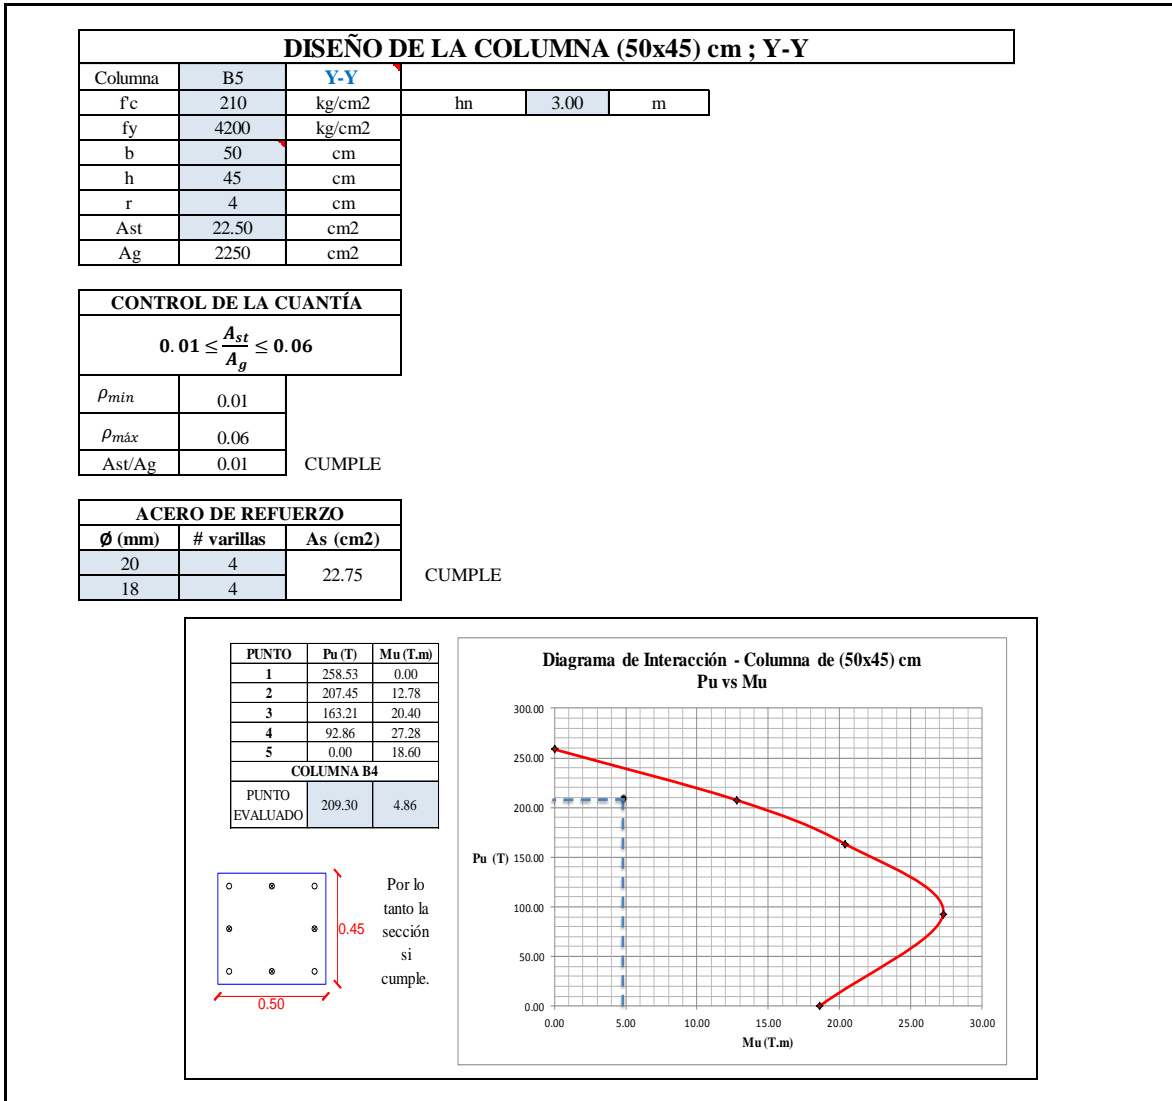 DISEÑO DE LA COLUMNA (50x45) cm ; Y-Y
Columna B5 Y-Y
f'c 210 kg/cm2 hn 3.00 m
fy 4200 kg/cm2
b 50 cm
h 45 cm
r 4 cm
Ast 22.50 cm2
Ag 2250 cm2
CONTROL DE LA CUANTÍA
0.01 ≤ A_st / A_g ≤ 0.06
ρ_min 0.01
ρ_máx 0.06
Ast/Ag 0.01 CUMPLE
ACERO DE REFUERZO
Ø (mm) # varillas As (cm2)
20 4 22.75 CUMPLE
18 4
PUNTO Pu (T) Mu (T.m)
1 258.53 0.00
2 207.45 12.78
3 163.21 20.40
4 92.86 27.28
5 0.00 18.60
COLUMNA B4
PUNTO EVALUADO 209.30 4.86
0.45
0.50
Por lo
tanto la
sección
si
cumple.
Diagrama de Interacción - Columna de (50x45) cm
Pu vs Mu
300.00
250.00
200.00
Pu (T) 150.00
100.00
50.00
0.00
0.00 5.00 10.00 15.00 20.00 25.00 30.00
Mu (T.m)